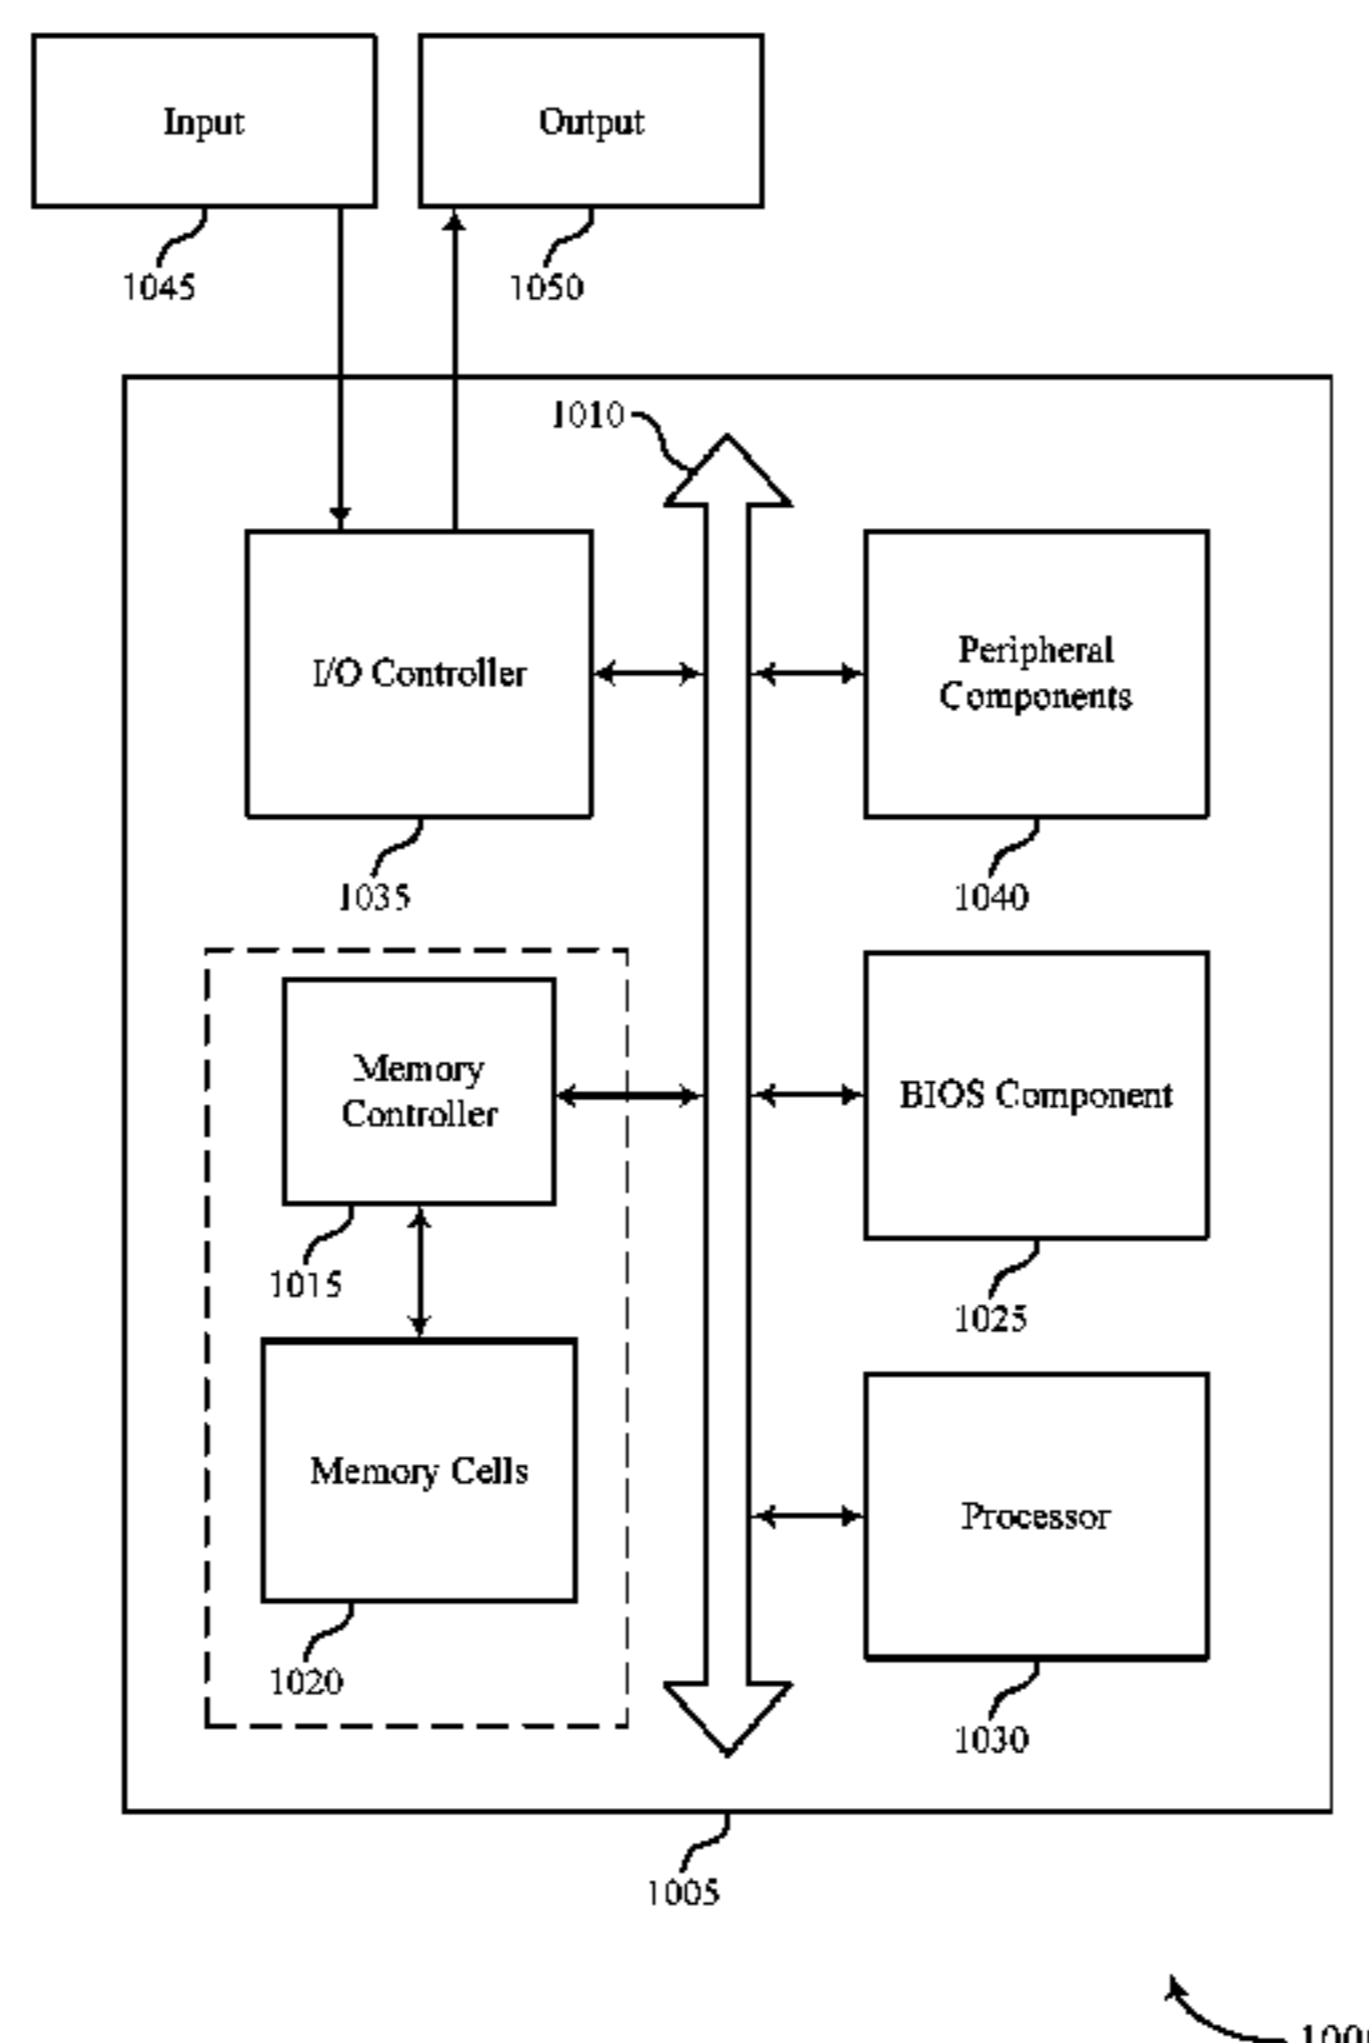 Input
Output
1045
1050
1010
I/O Controller
Peripheral
Components
1035
1040
Memory
Controller
BIOS Component
1015
1025
Memory Cells
Processor
1020
1030
1005